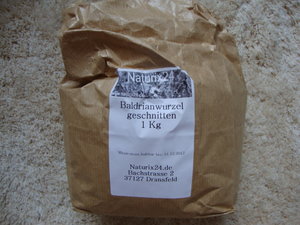 Naturix24
Baldrianwurzel
geschnitten
1 Kg
Naturix24.de
Bachstrasse 2
37127 Dransfeld